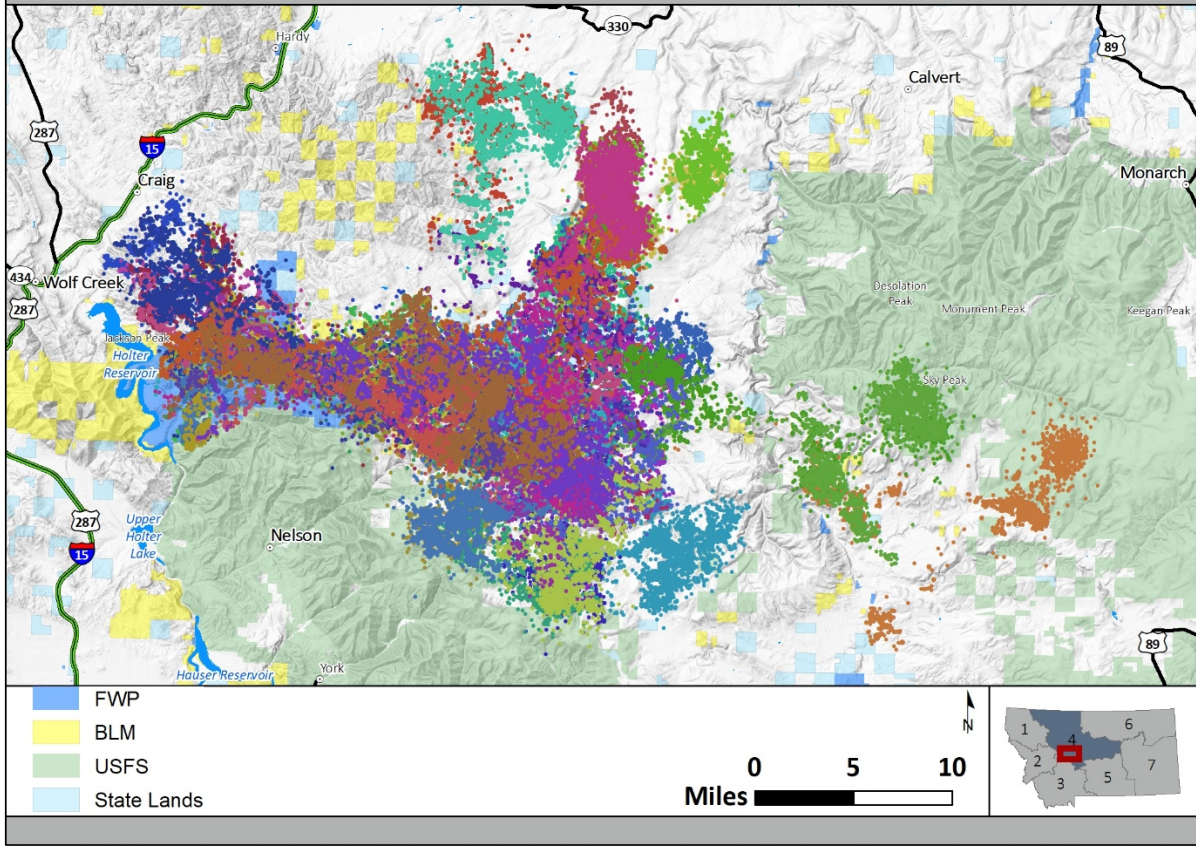 330
Hardy
89
Calvert
287
15
Craig
Monarch
434
Wolf Creek
287
Desolation
Peak
Monument Peak
Keegan Peak
Jackson Peak
Holter
Reservoir
Sky Peak
287
15
Upper
Holter
Lake
Nelson
89
York
Hauser Reservoir
FWP
BLM
USFS
State Lands
N
0 5 10
Miles
1
4
6
2
7
3
5